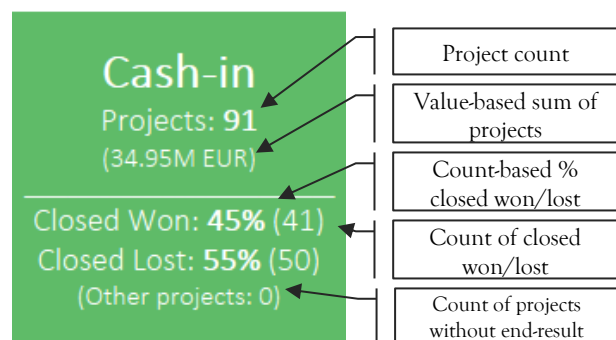 Cash-in
Projects: 91
(34.95M EUR)
Closed Won: 45% (41)
Closed Lost: 55% (50)
(Other projects: 0)
Project count
Value-based sum of
projects
Count-based %
closed won/lost
Count of closed
won/lost
Count of projects
without end-result